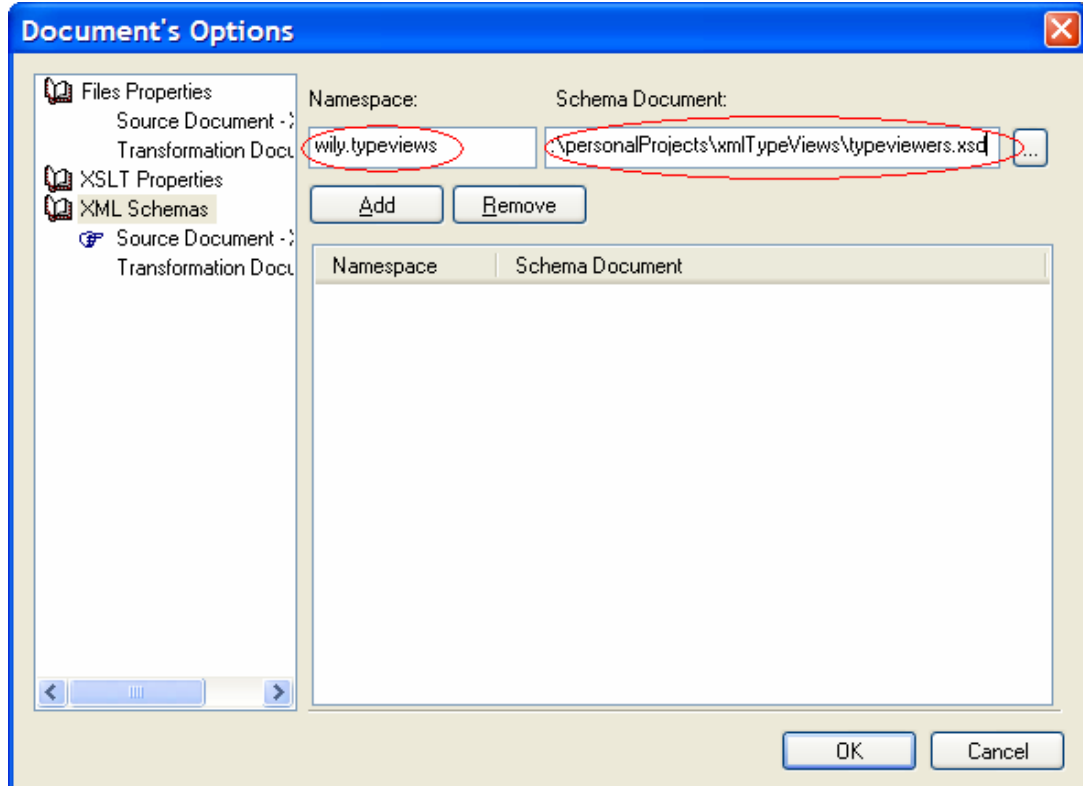 Document's Options
Files Properties
Source Document -
Transformation Docu
XSLT Properties
XML Schemas
Source Document -
Transformation Docu
Namespace:
Schema Document:
wily.typeviews
:\personalProjects\xmlTypeViews\typeviewers.xsd
...
Add
Remove
Namespace
Schema Document
OK
Cancel